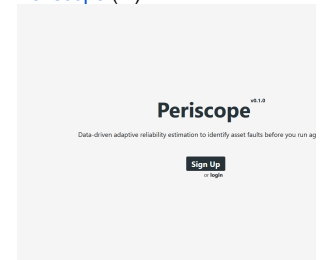 Periscope v0.1.0
Data-driven adaptive reliability estimation to identify asset faults before you run
Sign Up
or login